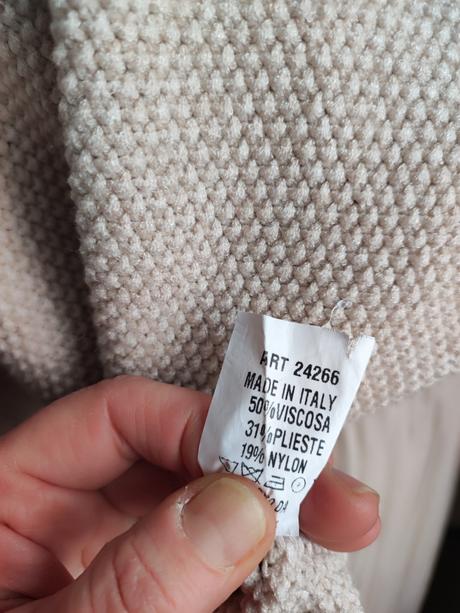 ART 24266
MADE IN ITALY
50%VISCOSA
31%PLIESTE
19% NYLON